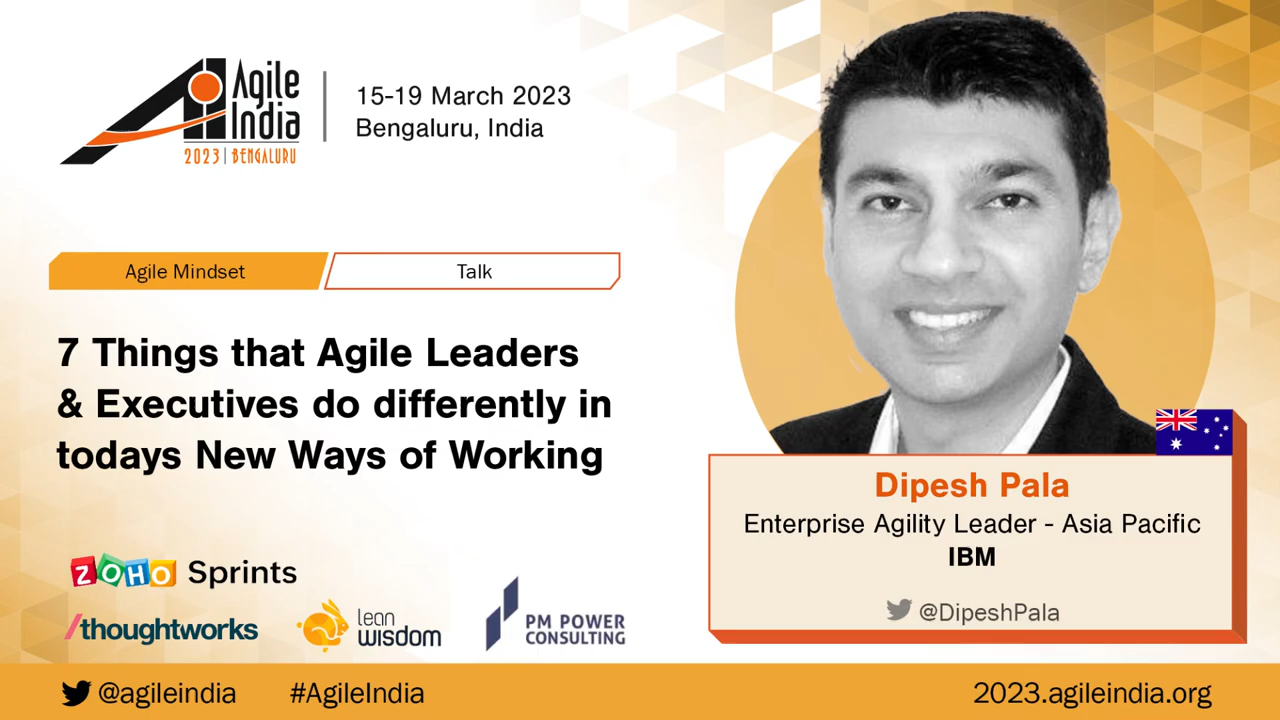 Agile
India
2023 | BENGALURU
15-19 March 2023
Bengaluru, India
Agile Mindset
Talk
7 Things that Agile Leaders
& Executives do differently in
todays New Ways of Working
ZOHO Sprints
/thoughtworks
lean
wisdom
PM POWER
CONSULTING
Dipesh Pala
Enterprise Agility Leader - Asia Pacific
IBM
@DipeshPala
@agileindia
#AgileIndia
2023.agileindia.org